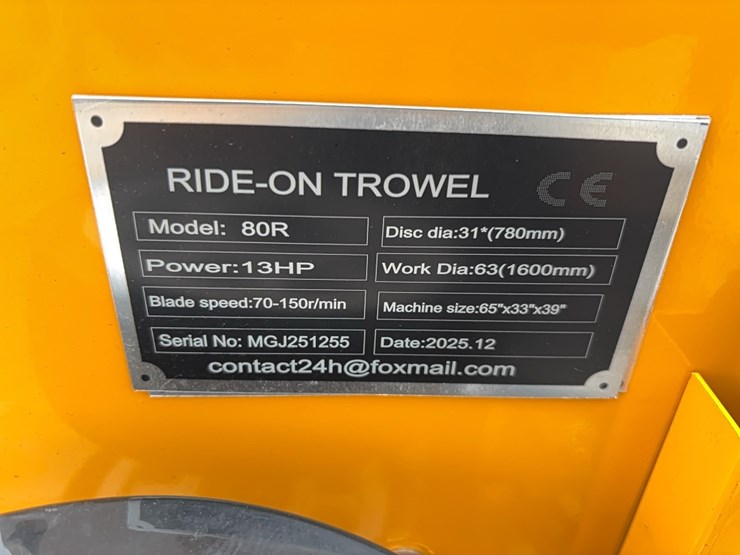 RIDE-ON TROWEL CE
Model: 80R
Disc dia:31*(780mm)
Power:13HP
Work Dia:63(1600mm)
Blade speed:70-150r/min
Machine size:65"x33"x39"
Serial No: MGJ251255
Date:2025.12
contact24h@foxmail.com